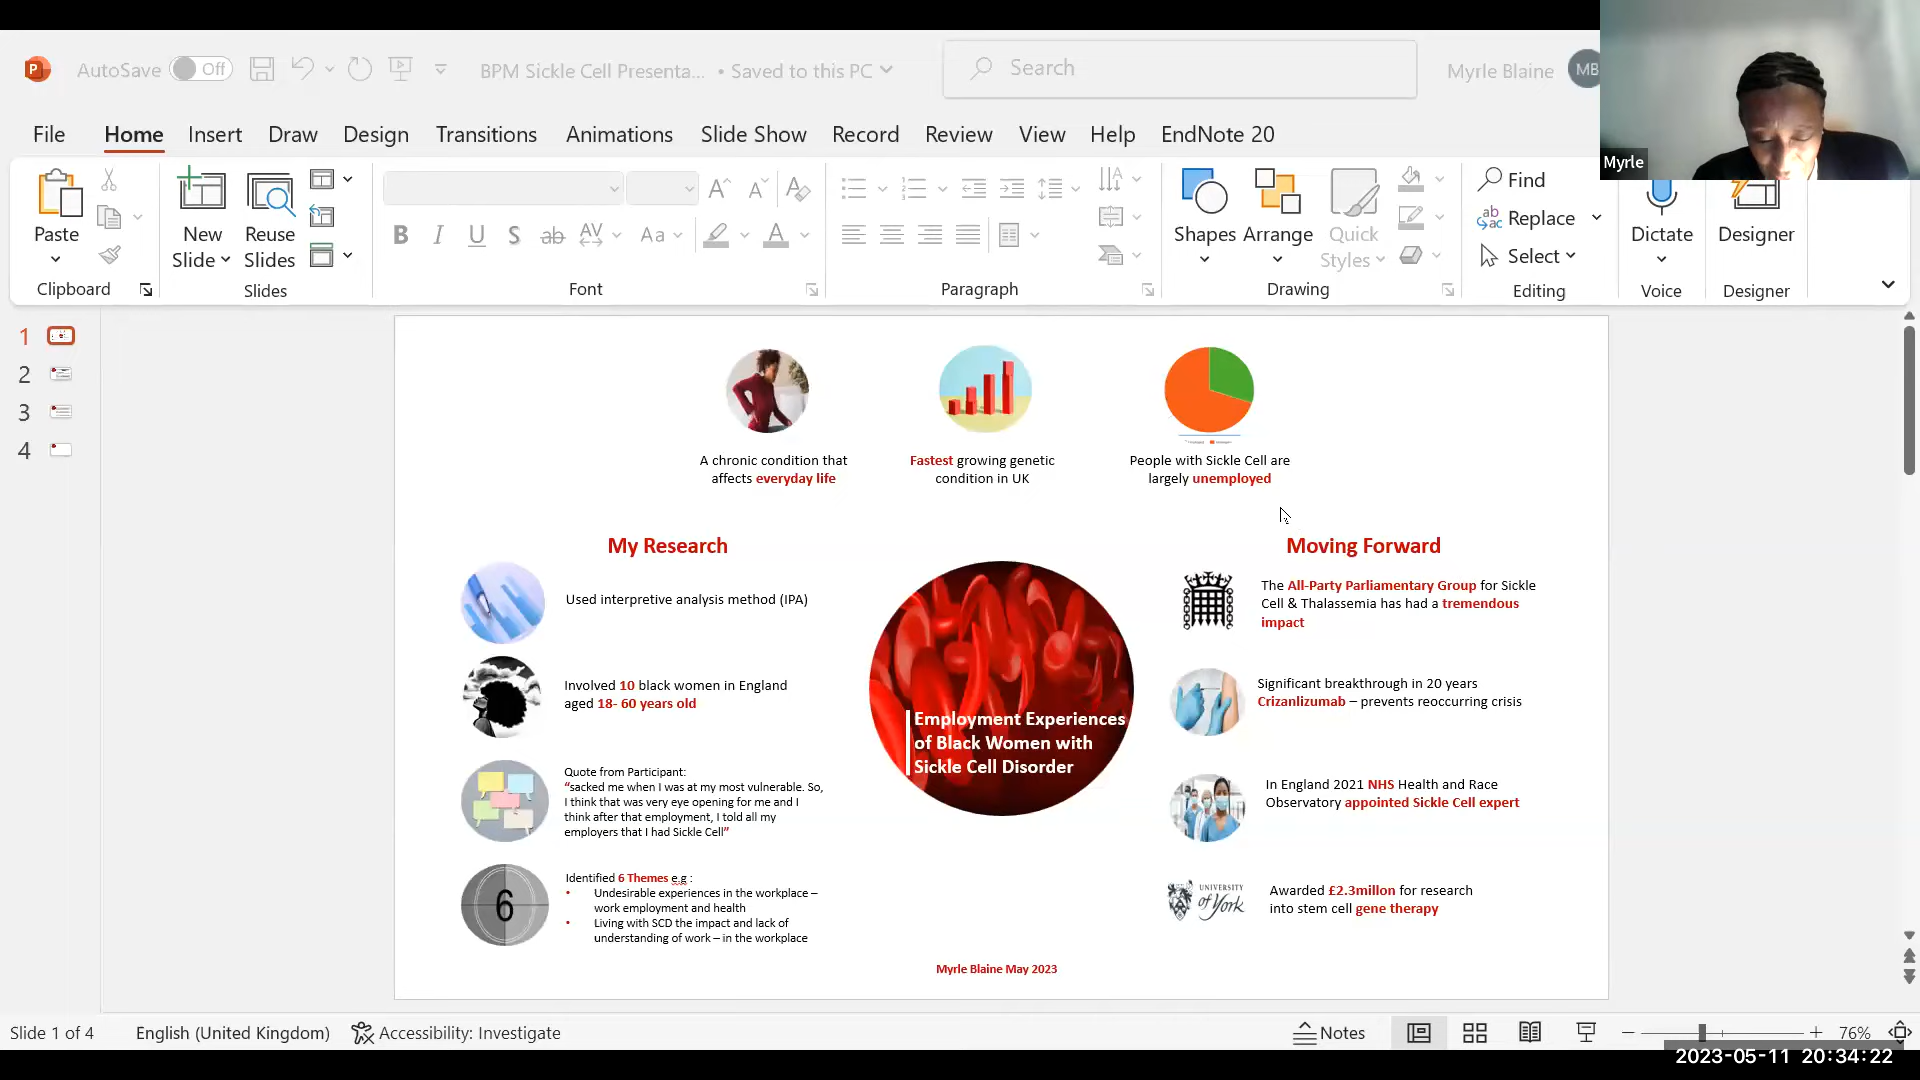 AutoSave
Off
BPM Sickle Cell Presenta... • Saved to this PC
Search
Myrle Blaine
MB
Myrle
File
Home
Insert
Draw
Design
Transitions
Animations
Slide Show
Record
Review
View
Help
EndNote 20
Paste
New
Slide
Reuse
Slides
Shapes
Arrange
Quick
Styles
Find
Replace
Select
Dictate
Designer
Clipboard
Slides
Font
Paragraph
Drawing
Editing
Voice
Designer
1
2
3
4
A chronic condition that
affects everyday life
Fastest growing genetic
condition in UK
People with Sickle Cell are
largely unemployed
My Research
Used interpretive analysis method (IPA)
Involved 10 black women in England
aged 18- 60 years old
Quote from Participant:
“sacked me when I was at my most vulnerable. So,
I think that was very eye opening for me and I
think after that employment, I told all my
employers that I had Sickle Cell”
6
Identified 6 Themes e.g :
• Undesirable experiences in the workplace –
work employment and health
• Living with SCD the impact and lack of
understanding of work – in the workplace
Employment Experiences
of Black Women with
Sickle Cell Disorder
Moving Forward
The All-Party Parliamentary Group for Sickle
Cell & Thalassemia has had a tremendous
impact
Significant breakthrough in 20 years
Crizanlizumab – prevents reoccurring crisis
In England 2021 NHS Health and Race
Observatory appointed Sickle Cell expert
UNIVERSITY
of York
Awarded £2.3millon for research
into stem cell gene therapy
Myrle Blaine May 2023
Slide 1 of 4
English (United Kingdom)
Accessibility: Investigate
Notes
76%
2023-05-11 20:34:22